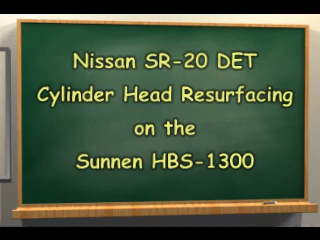 Nissan SR-20 DET
Cylinder Head Resurfacing
on the
Sunnen HBS-1300